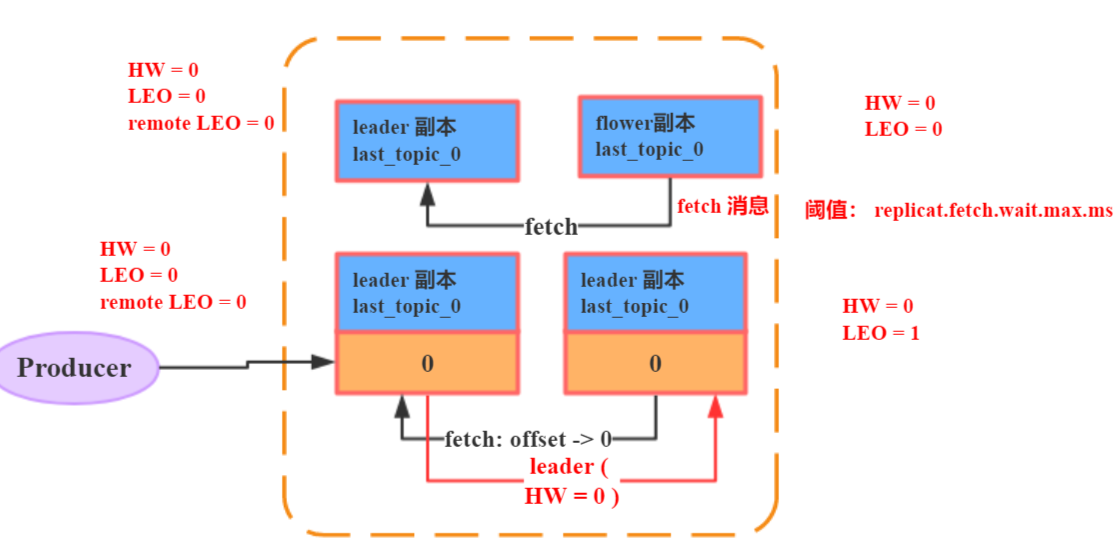 HW = 0
LEO = 0
remote LEO = 0
leader 副本
last_topic_0
flower副本
last_topic_0
HW = 0
LEO = 0
fetch
fetch 消息
阈值： replicat.fetch.wait.max.ms
HW = 0
LEO = 0
remote LEO = 0
leader 副本
last_topic_0
leader 副本
last_topic_0
HW = 0
LEO = 1
Producer
0
0
fetch: offset -> 0
leader (
HW = 0 )